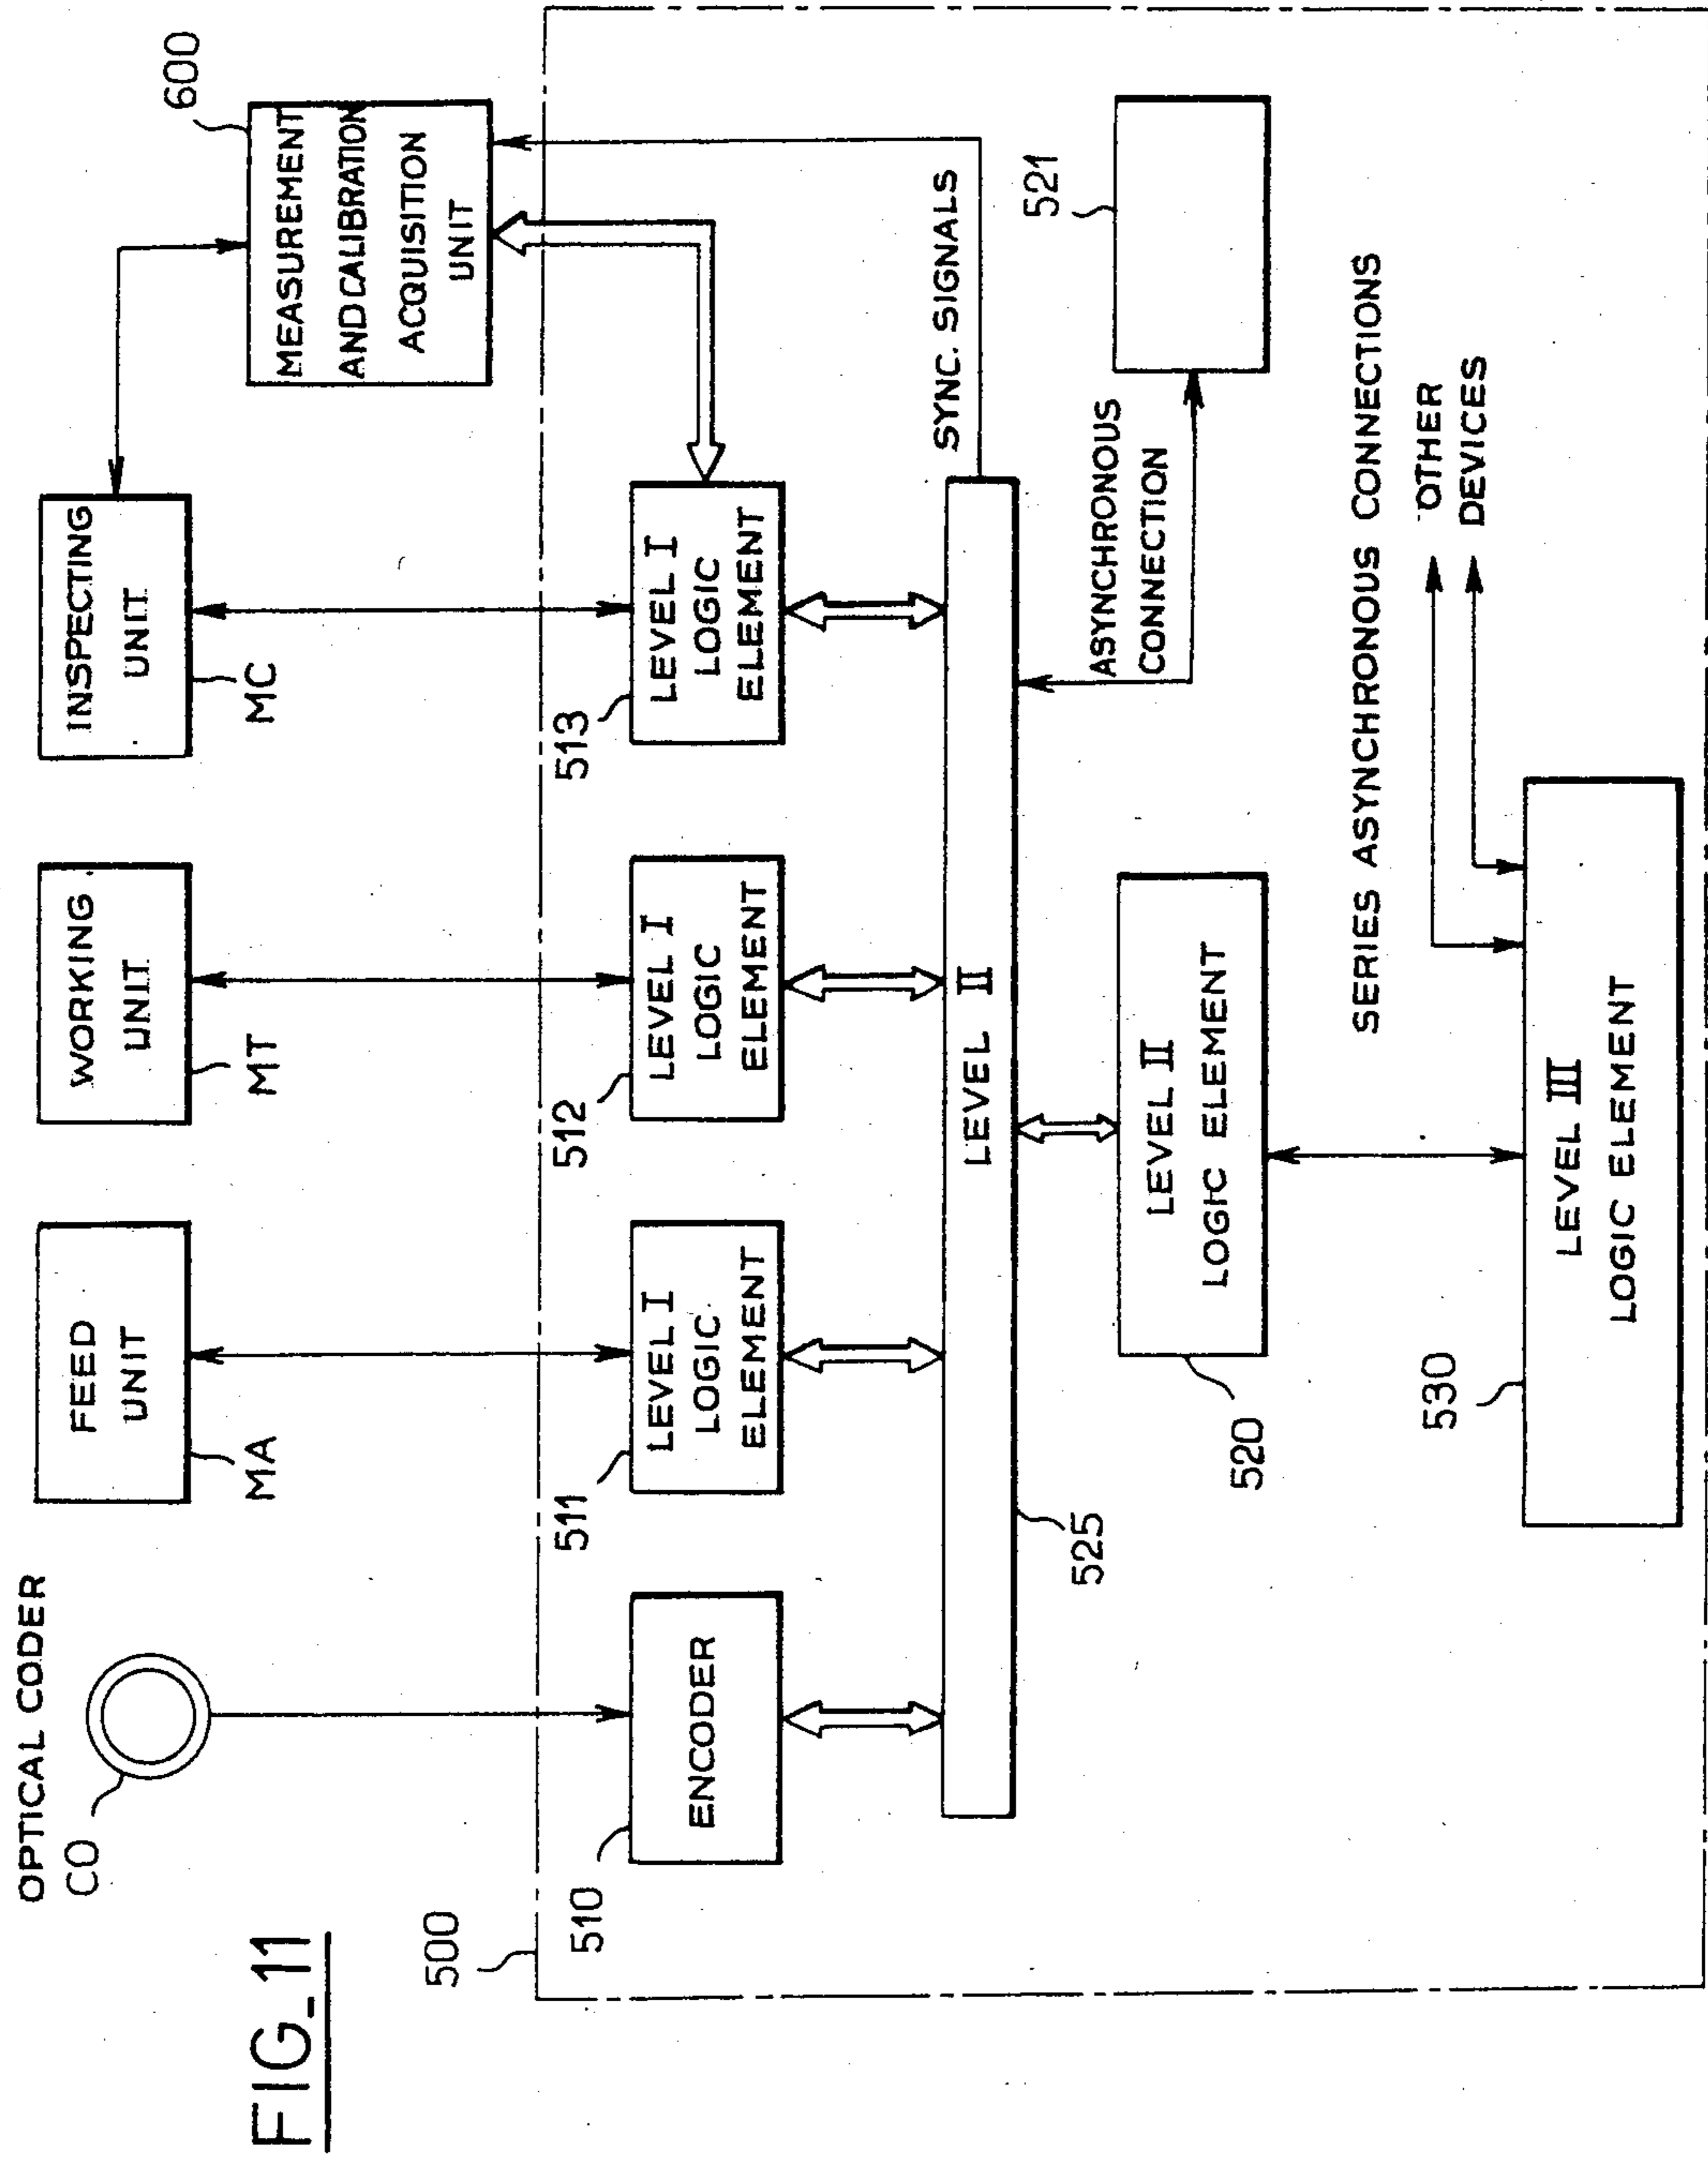 FIG_11
OPTICAL CODER
CO
FEED
UNIT
MA
WORKING
UNIT
MT
INSPECTING
UNIT
MC
600
MEASUREMENT
AND CALIBRATION
ACQUISITION
UNIT
500
510
ENCODER
511
LEVEL I
LOGIC
ELEMENT
512
LEVEL I
LOGIC
ELEMENT
513
LEVEL I
LOGIC
ELEMENT
SYNC. SIGNALS
LEVEL II
525
ASYNCHRONOUS
CONNECTION
521
LEVEL II
LOGIC ELEMENT
520
SERIES ASYNCHRONOUS CONNECTIONS
OTHER
DEVICES
530
LEVEL III
LOGIC ELEMENT